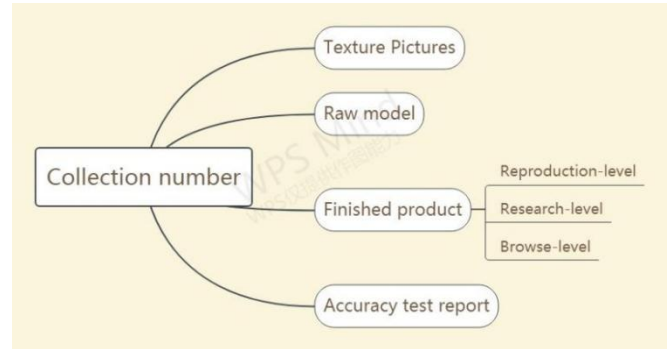 Texture Pictures
Raw model
Collection number
WPS Mind
Finished product
Reproduction-level
Research-level
Browse-level
Accuracy test report